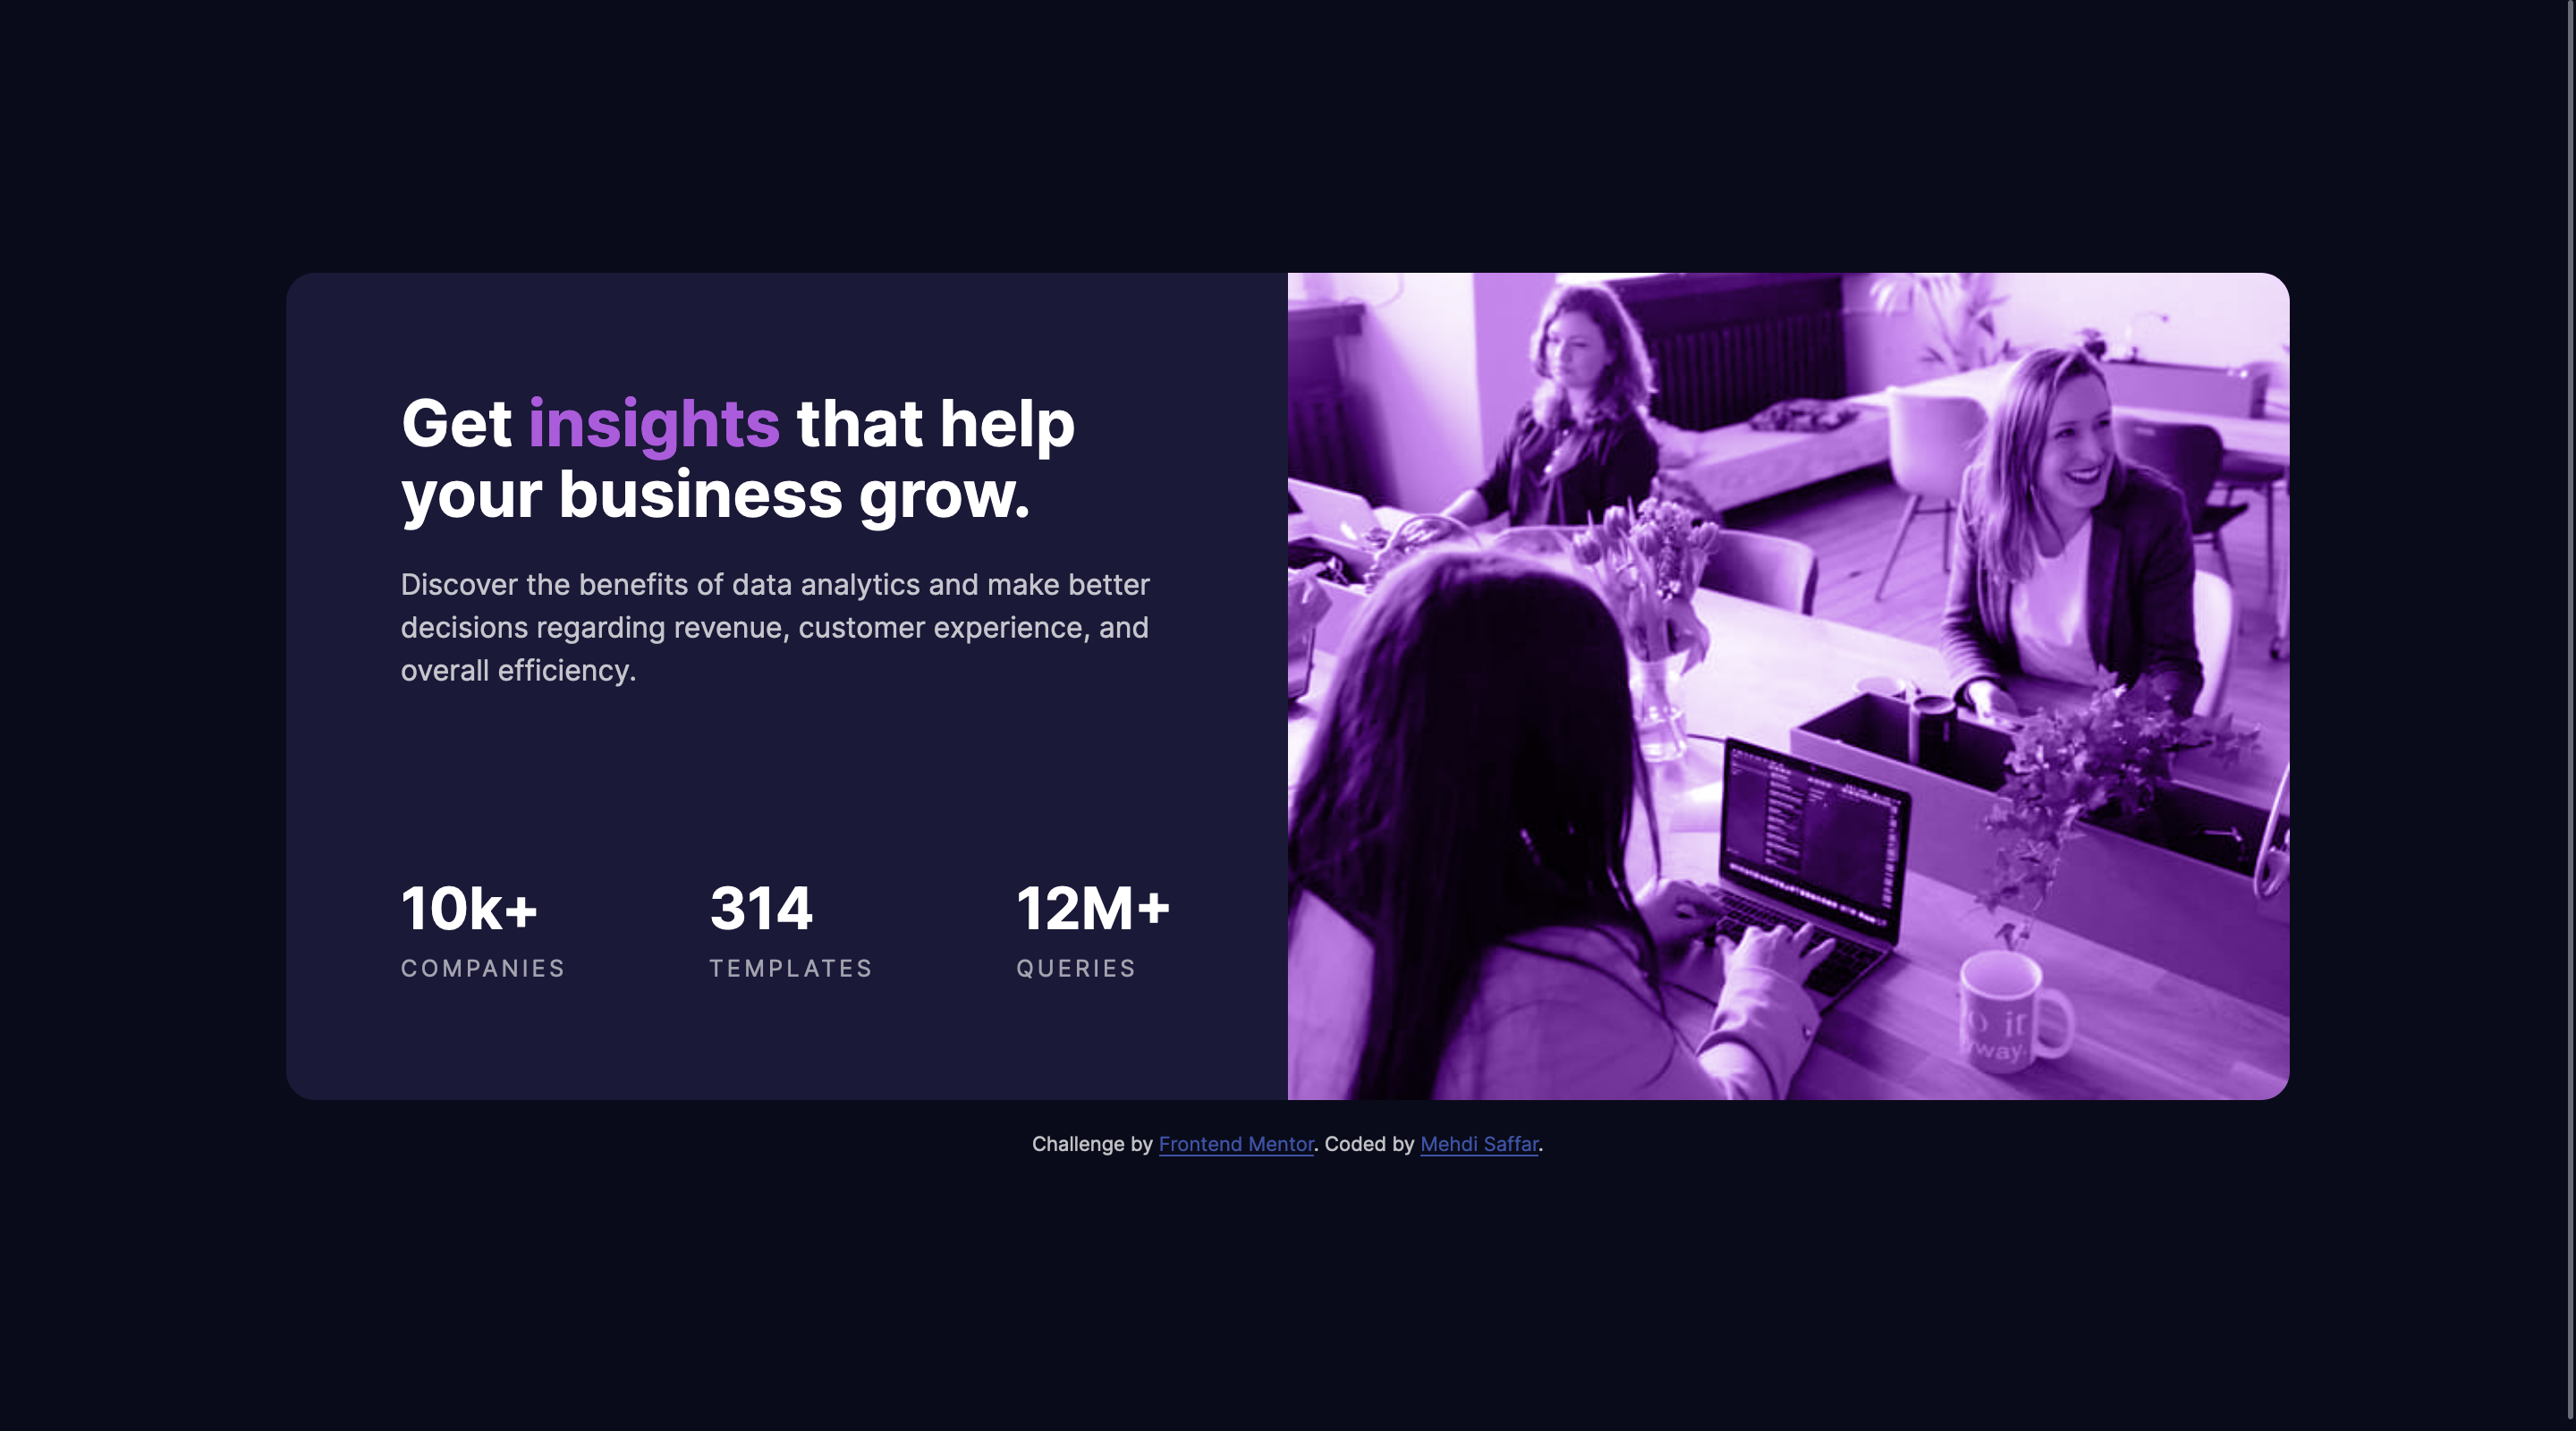 Get insights that help
your business grow.
Discover the benefits of data analytics and make better
decisions regarding revenue, customer experience, and
overall efficiency.
10k+ 314 12M+
COMPANIES TEMPLATES QUERIES
it
Challenge by Frontend Mentor. Coded by Mehdi Saffar.